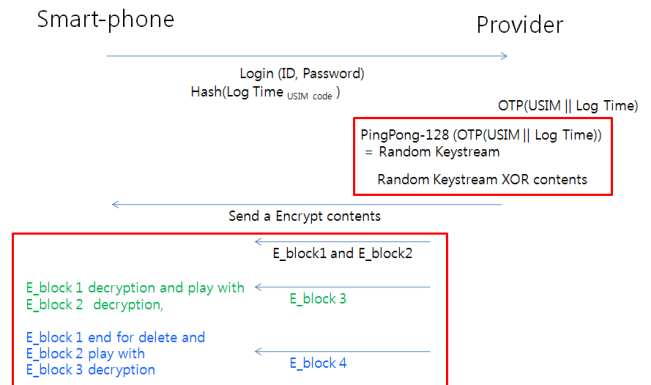 Smart-phone
Provider
Login (ID, Password)
Hash(Log Time USIM code )
OTP(USIM || Log Time)
PingPong-128 (OTP(USIM || Log Time))
= Random Keystream
Random Keystream XOR contents
Send a Encrypt contents
E_block1 and E_block2
E_block 1 decryption and play with
E_block 2 decryption,
E_block 3
E_block 1 end for delete and
E_block 2 play with
E_block 3 decryption
E_block 4